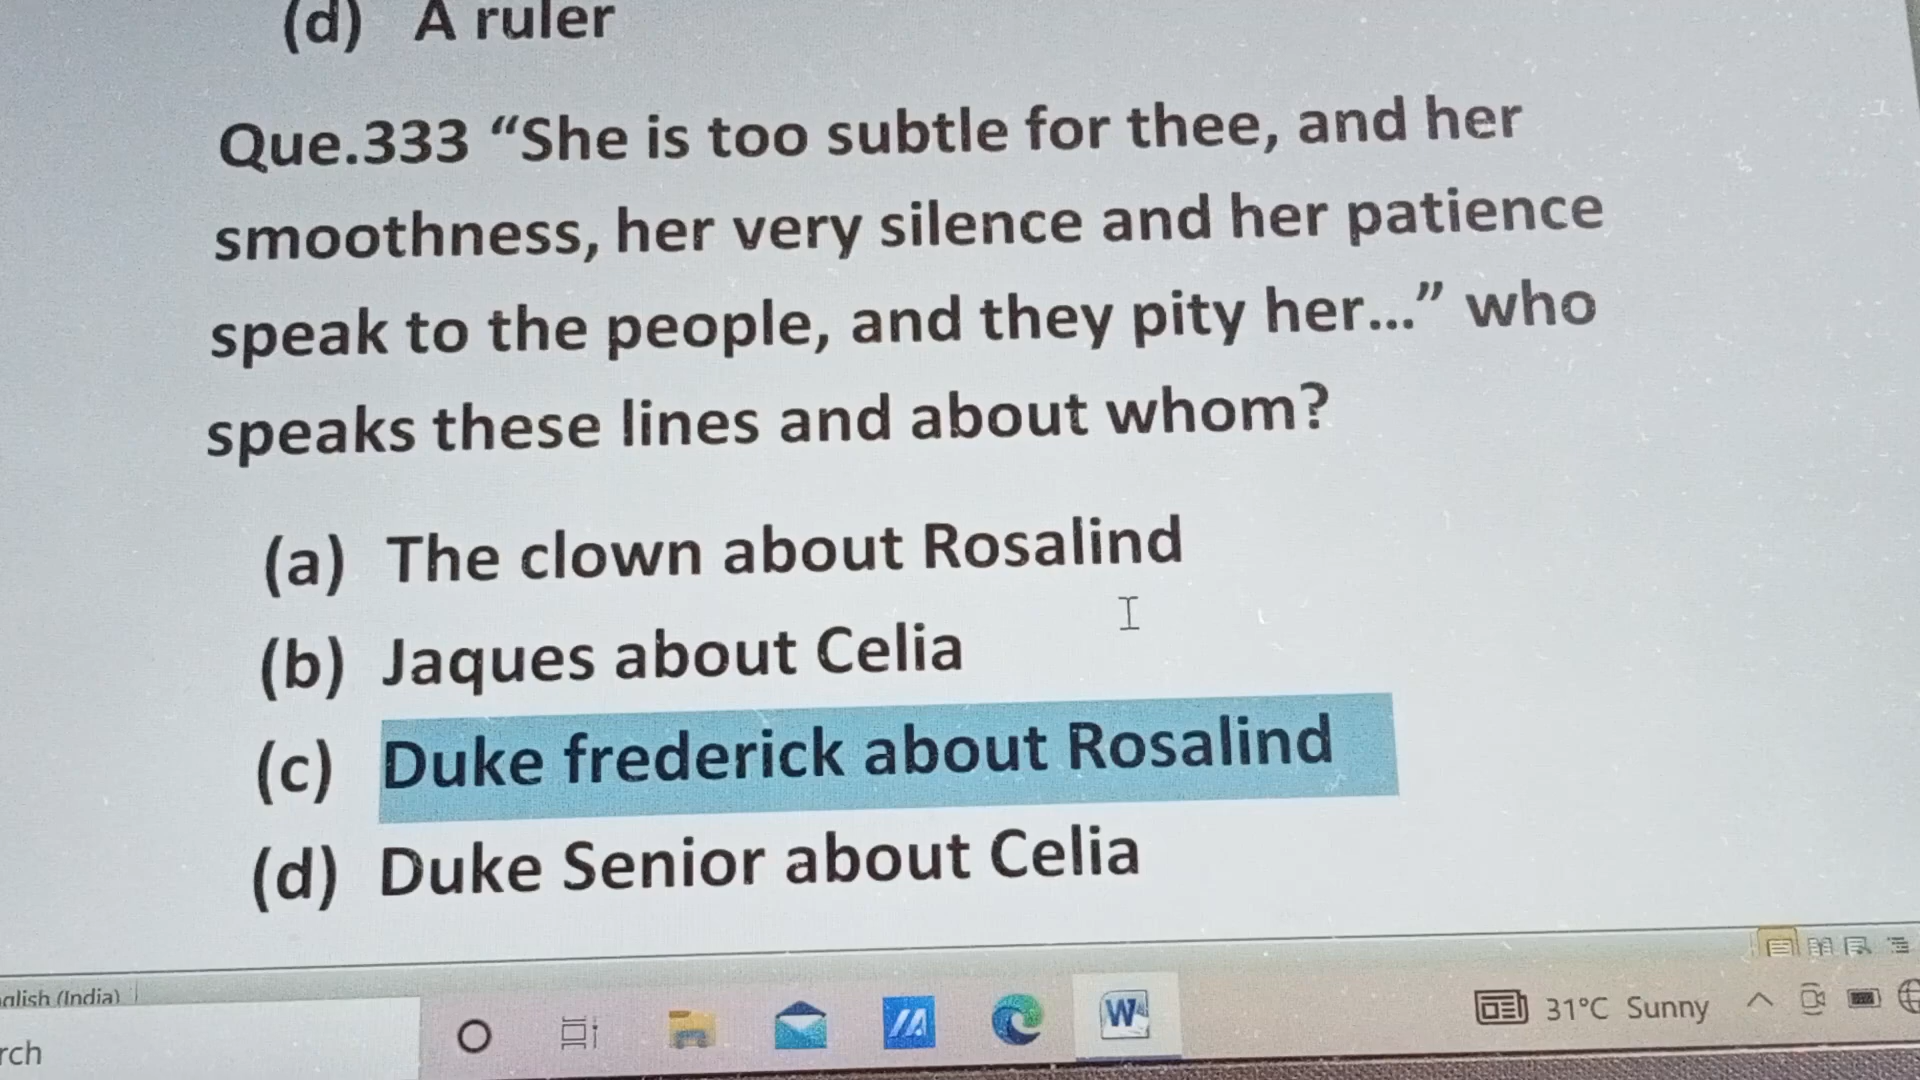 (d) A ruler
Que.333 “She is too subtle for thee, and her
smoothness, her very silence and her patience
speak to the people, and they pity her...” who
speaks these lines and about whom?
(a) The clown about Rosalind
(b) Jaques about Celia
(c) Duke frederick about Rosalind
(d) Duke Senior about Celia
glish (India)
rch
31°C Sunny